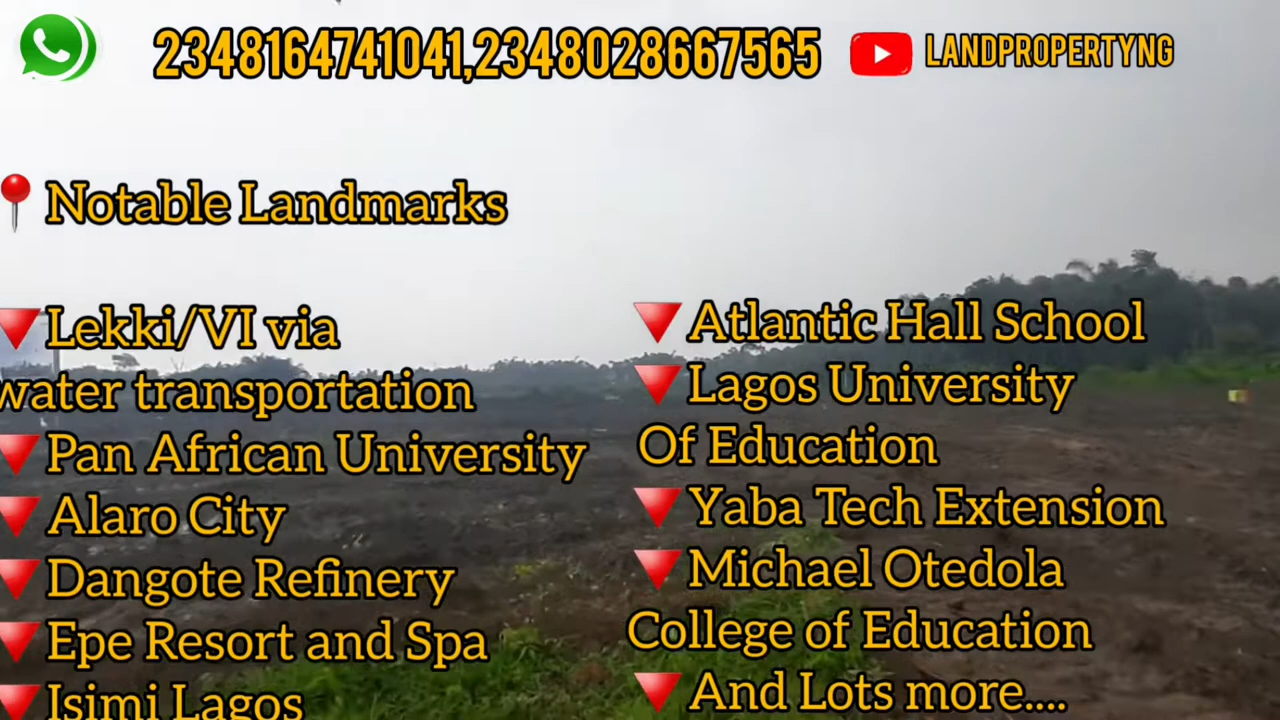 2348164741041,2348028667565
LANDPROPERTYNG
Notable Landmarks
Lekki/VI via
water transportation
Pan African University
Alaro City
Dangote Refinery
Epe Resort and Spa
Isimi Lagos
Atlantic Hall School
Lagos University
Of Education
Yaba Tech Extension
Michael Otedola
College of Education
And Lots more....